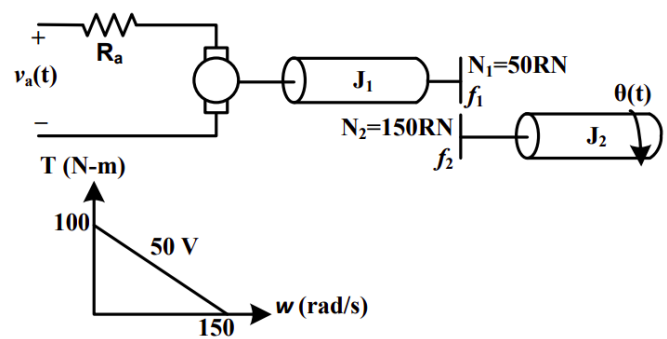 +
Rₐ
vₐ(t)
−
J₁
N₁=50RN
f₁
N₂=150RN
f₂
J₂
θ(t)
T (N-m)
100
50 V
150
w (rad/s)